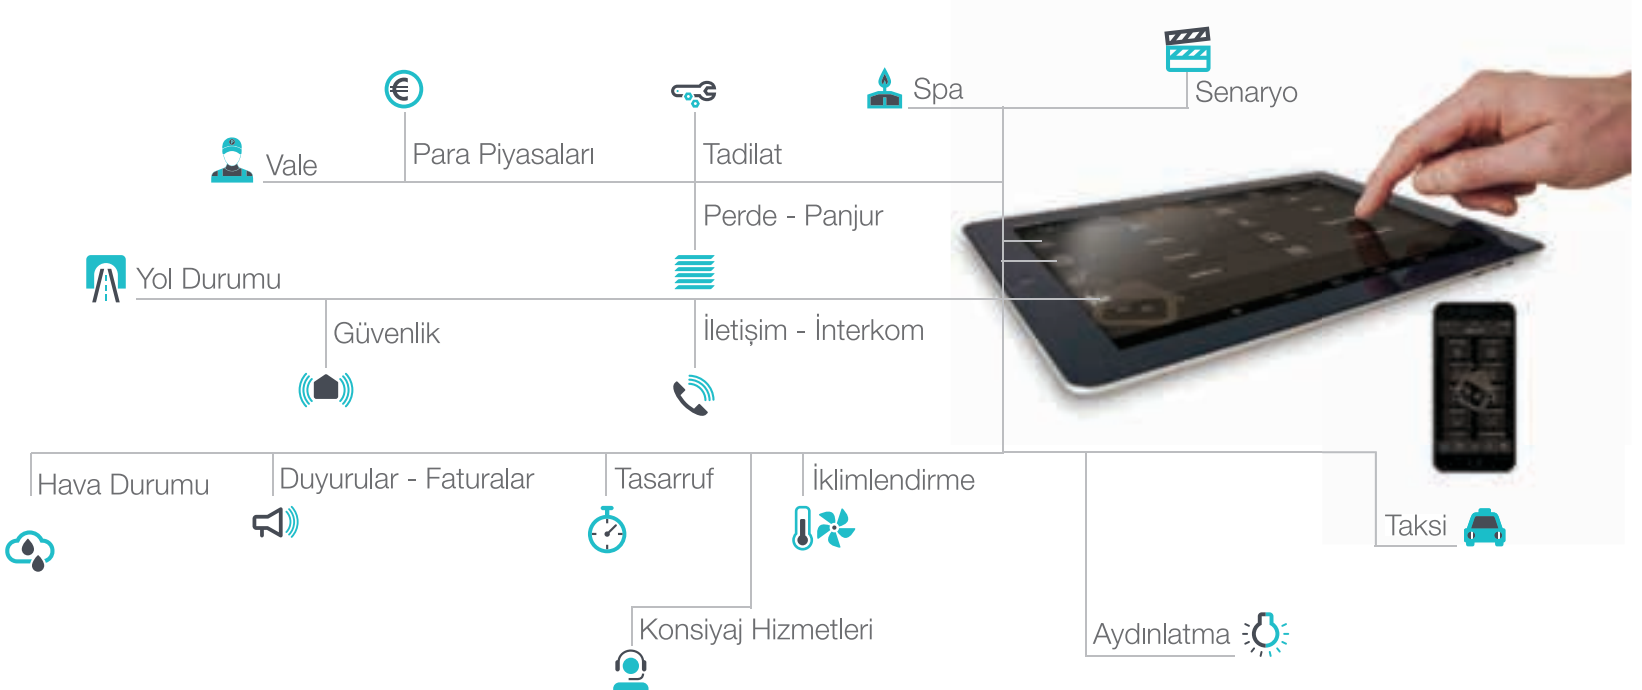 Spa
Senaryo
Vale
Para Piyasaları
Tadilat
Perde - Panjur
Yol Durumu
Güvenlik
İletişim - İnterkom
Hava Durumu
Duyurular - Faturalar
Tasarruf
İklimlendirme
Taksi
Konsiyaj Hizmetleri
Aydınlatma